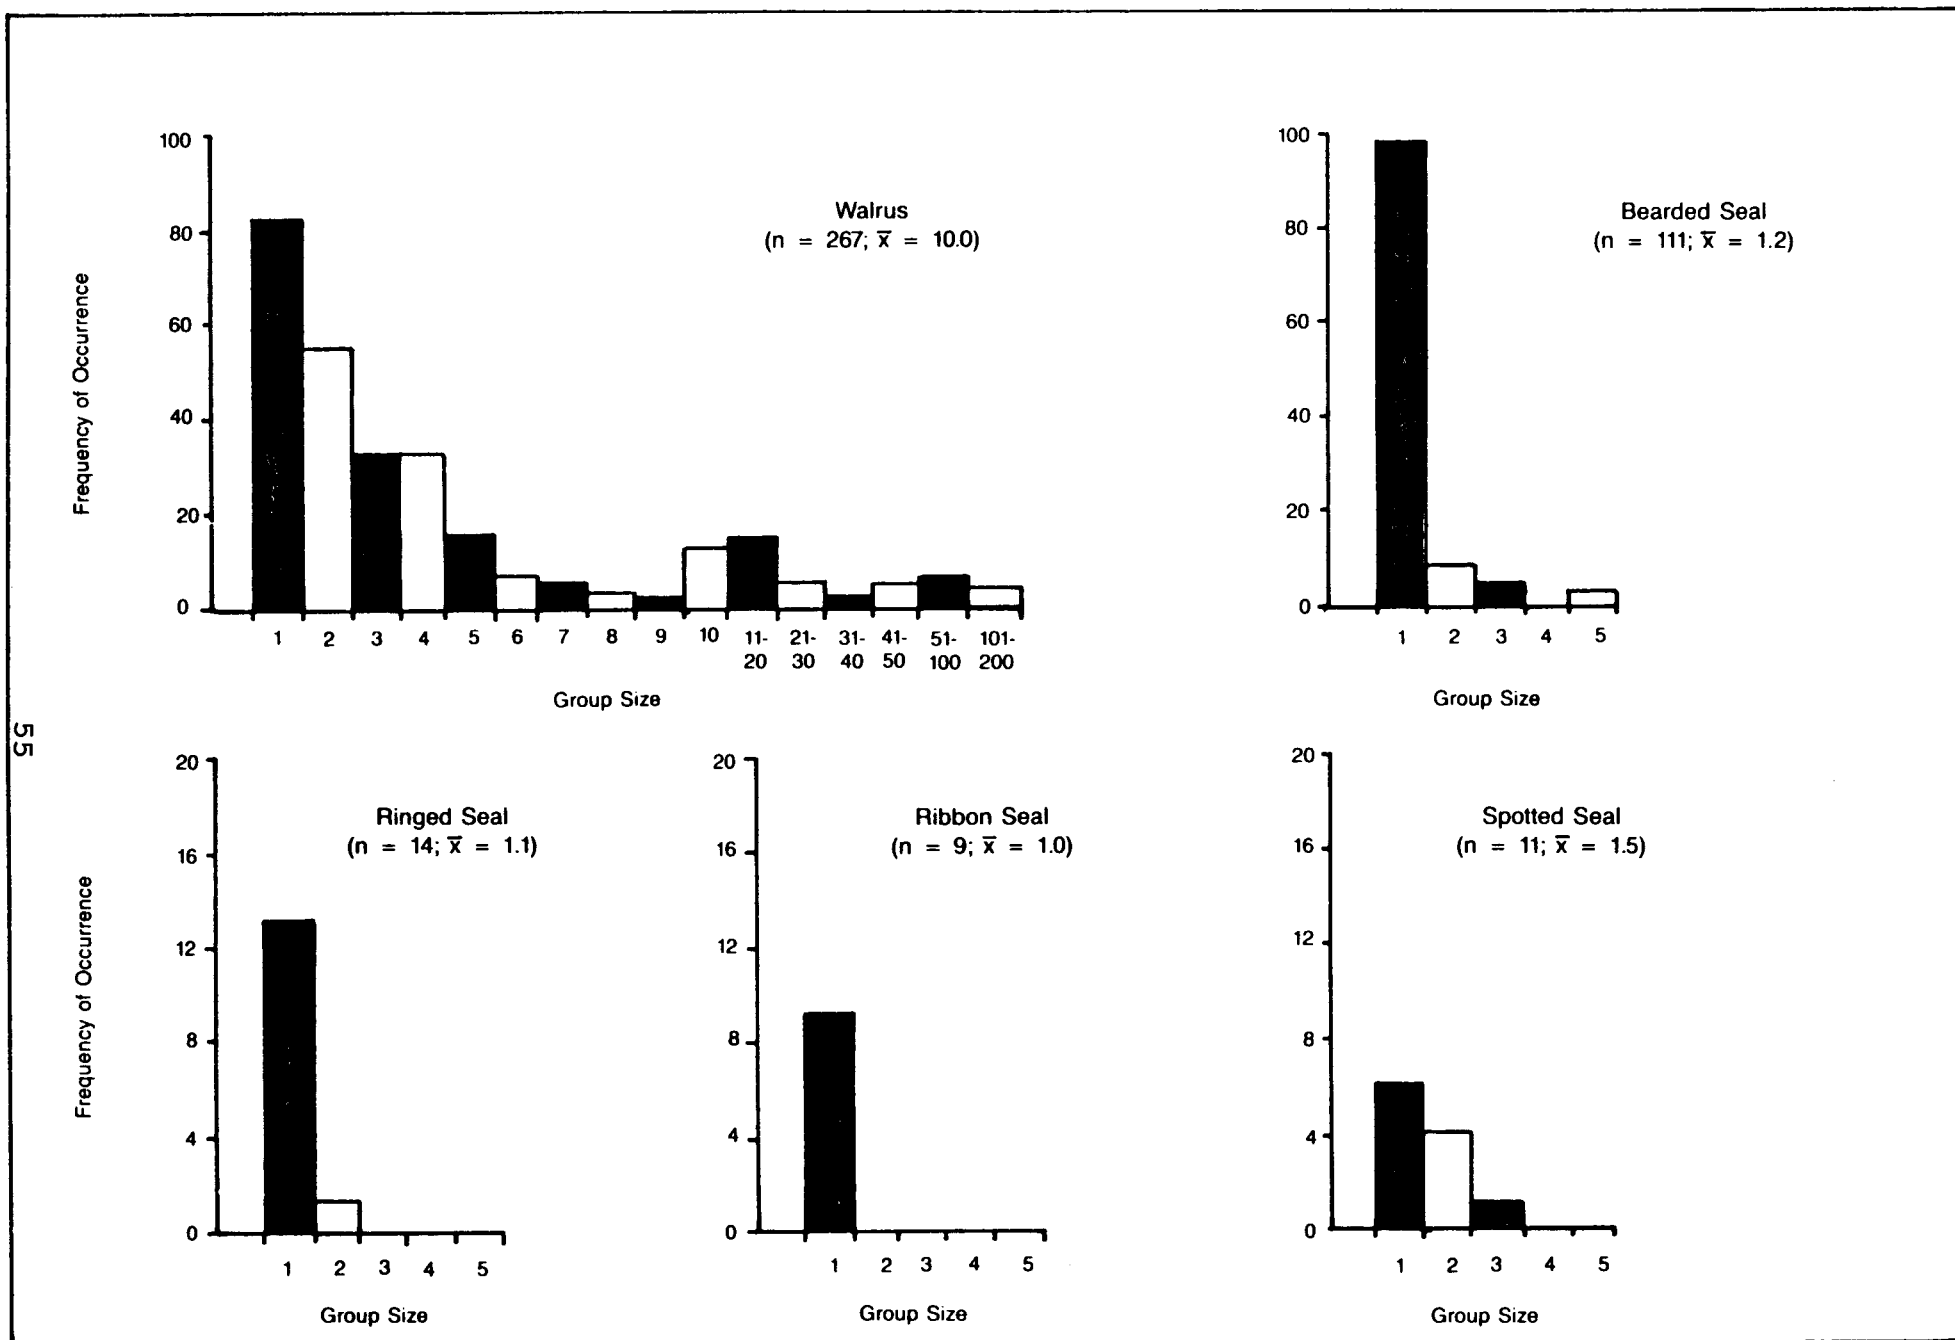 Walrus
(n = 267; x̄ = 10.0)
Frequency of Occurrence
100
80
60
40
20
0
1 2 3 4 5 6 7 8 9 10 11-20 21-30 31-40 41-50 51-100 101-200
Group Size
Bearded Seal
(n = 111; x̄ = 1.2)
100
80
60
40
20
0
1 2 3 4 5
Group Size
55
Ringed Seal
(n = 14; x̄ = 1.1)
Frequency of Occurrence
20
16
12
8
4
0
1 2 3 4 5
Group Size
Ribbon Seal
(n = 9; x̄ = 1.0)
20
16
12
8
4
0
1 2 3 4 5
Group Size
Spotted Seal
(n = 11; x̄ = 1.5)
20
16
12
8
4
0
1 2 3 4 5
Group Size